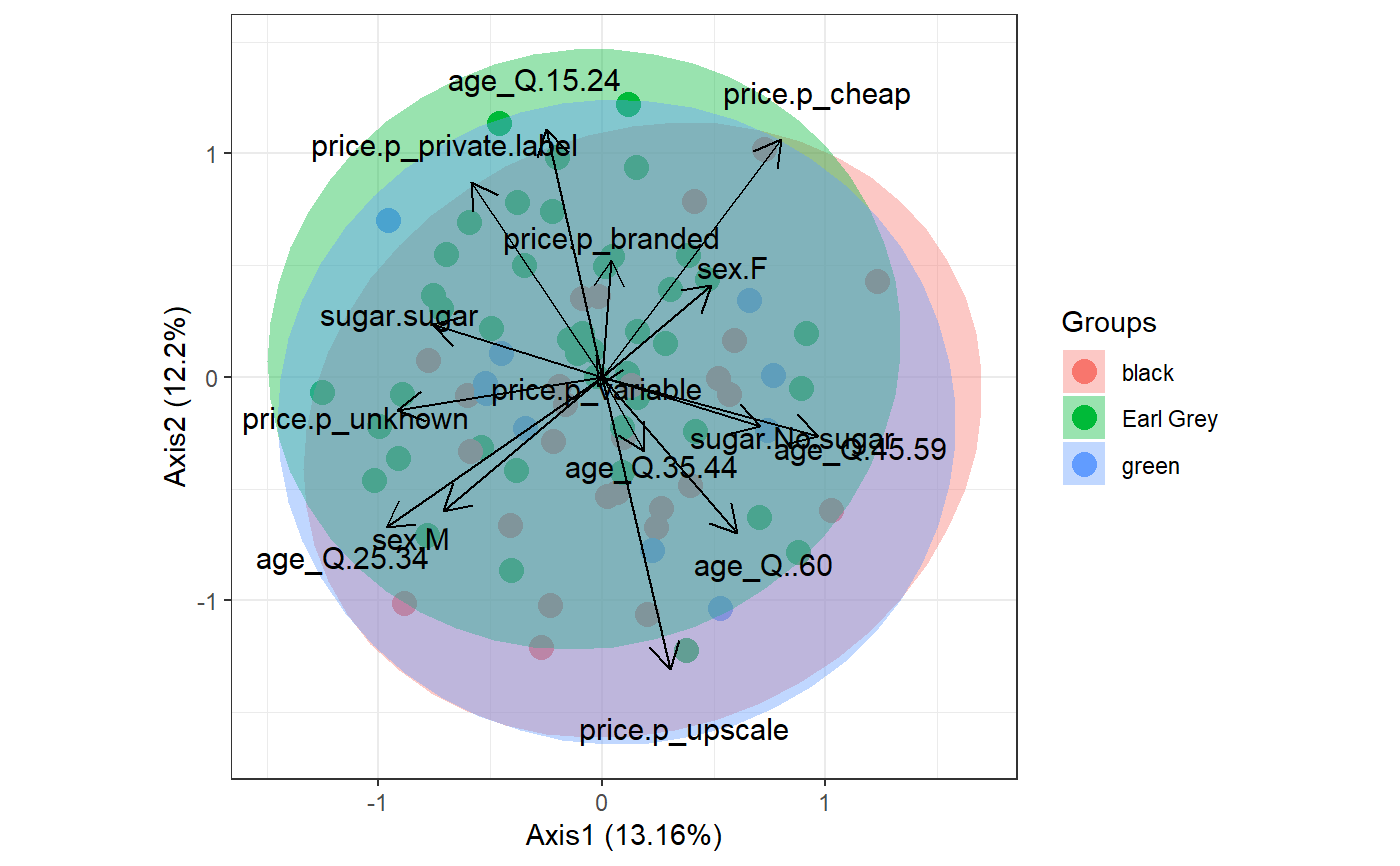 age_Q.15.24
price.p_cheap
price.p_private.label
price.p_branded
sex.F
sugar.sugar
price.p_variable
price.p_unknown
sugar.No.sugar
age_Q.45.59
age_Q.35.44
sex.M
age_Q.25.34
age_Q..60
price.p_upscale
1
0
-1
-1
0
1
Axis1 (13.16%)
Axis2 (12.2%)
Groups
black
Earl Grey
green